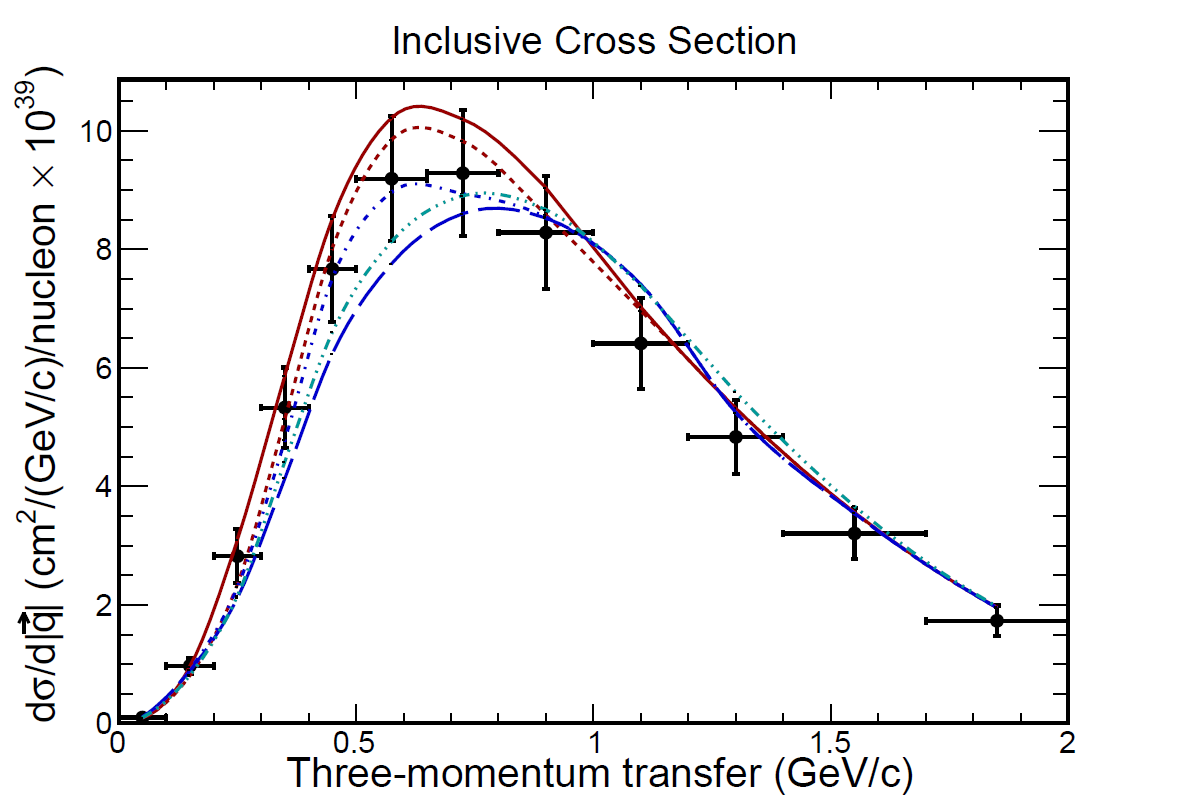 Inclusive Cross Section
dσ/d|q⃗| (cm²/(GeV/c)/nucleon × 10³⁹)
10
8
6
4
2
0
0 0.5 1 1.5 2
Three-momentum transfer (GeV/c)